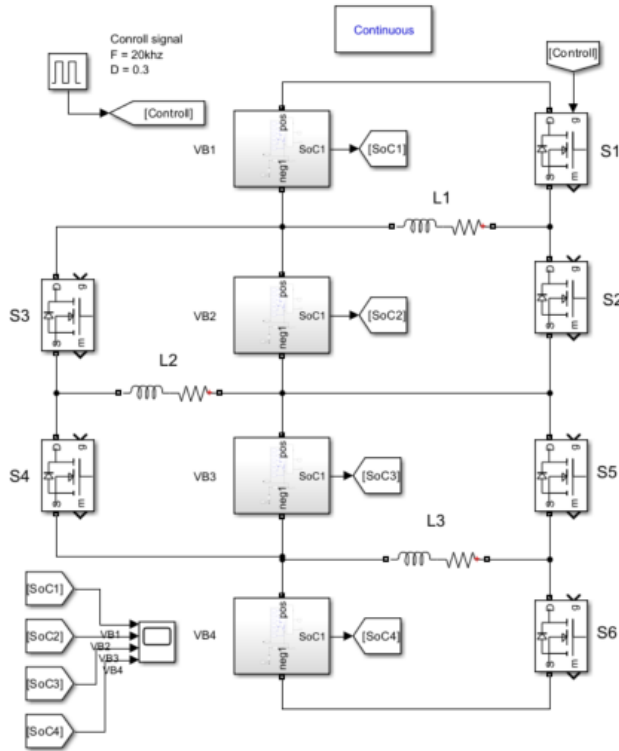 Conroll signal
F = 20khz
D = 0.3
Continuous
[Controll]
[Controll]
pos
VB1
SoC1
[SoC1]
neg1
D
g
S
m
S1
L1
D
g
S
m
S3
pos
VB2
SoC1
[SoC2]
neg1
D
g
S
m
S2
L2
D
g
S
m
S4
pos
VB3
SoC1
[SoC3]
neg1
D
g
S
m
S5
L3
[SoC1]
[SoC2]
[SoC3]
[SoC4]
VB1
VB2
VB3
VB4
pos
VB4
SoC1
[SoC4]
neg1
D
g
S
m
S6